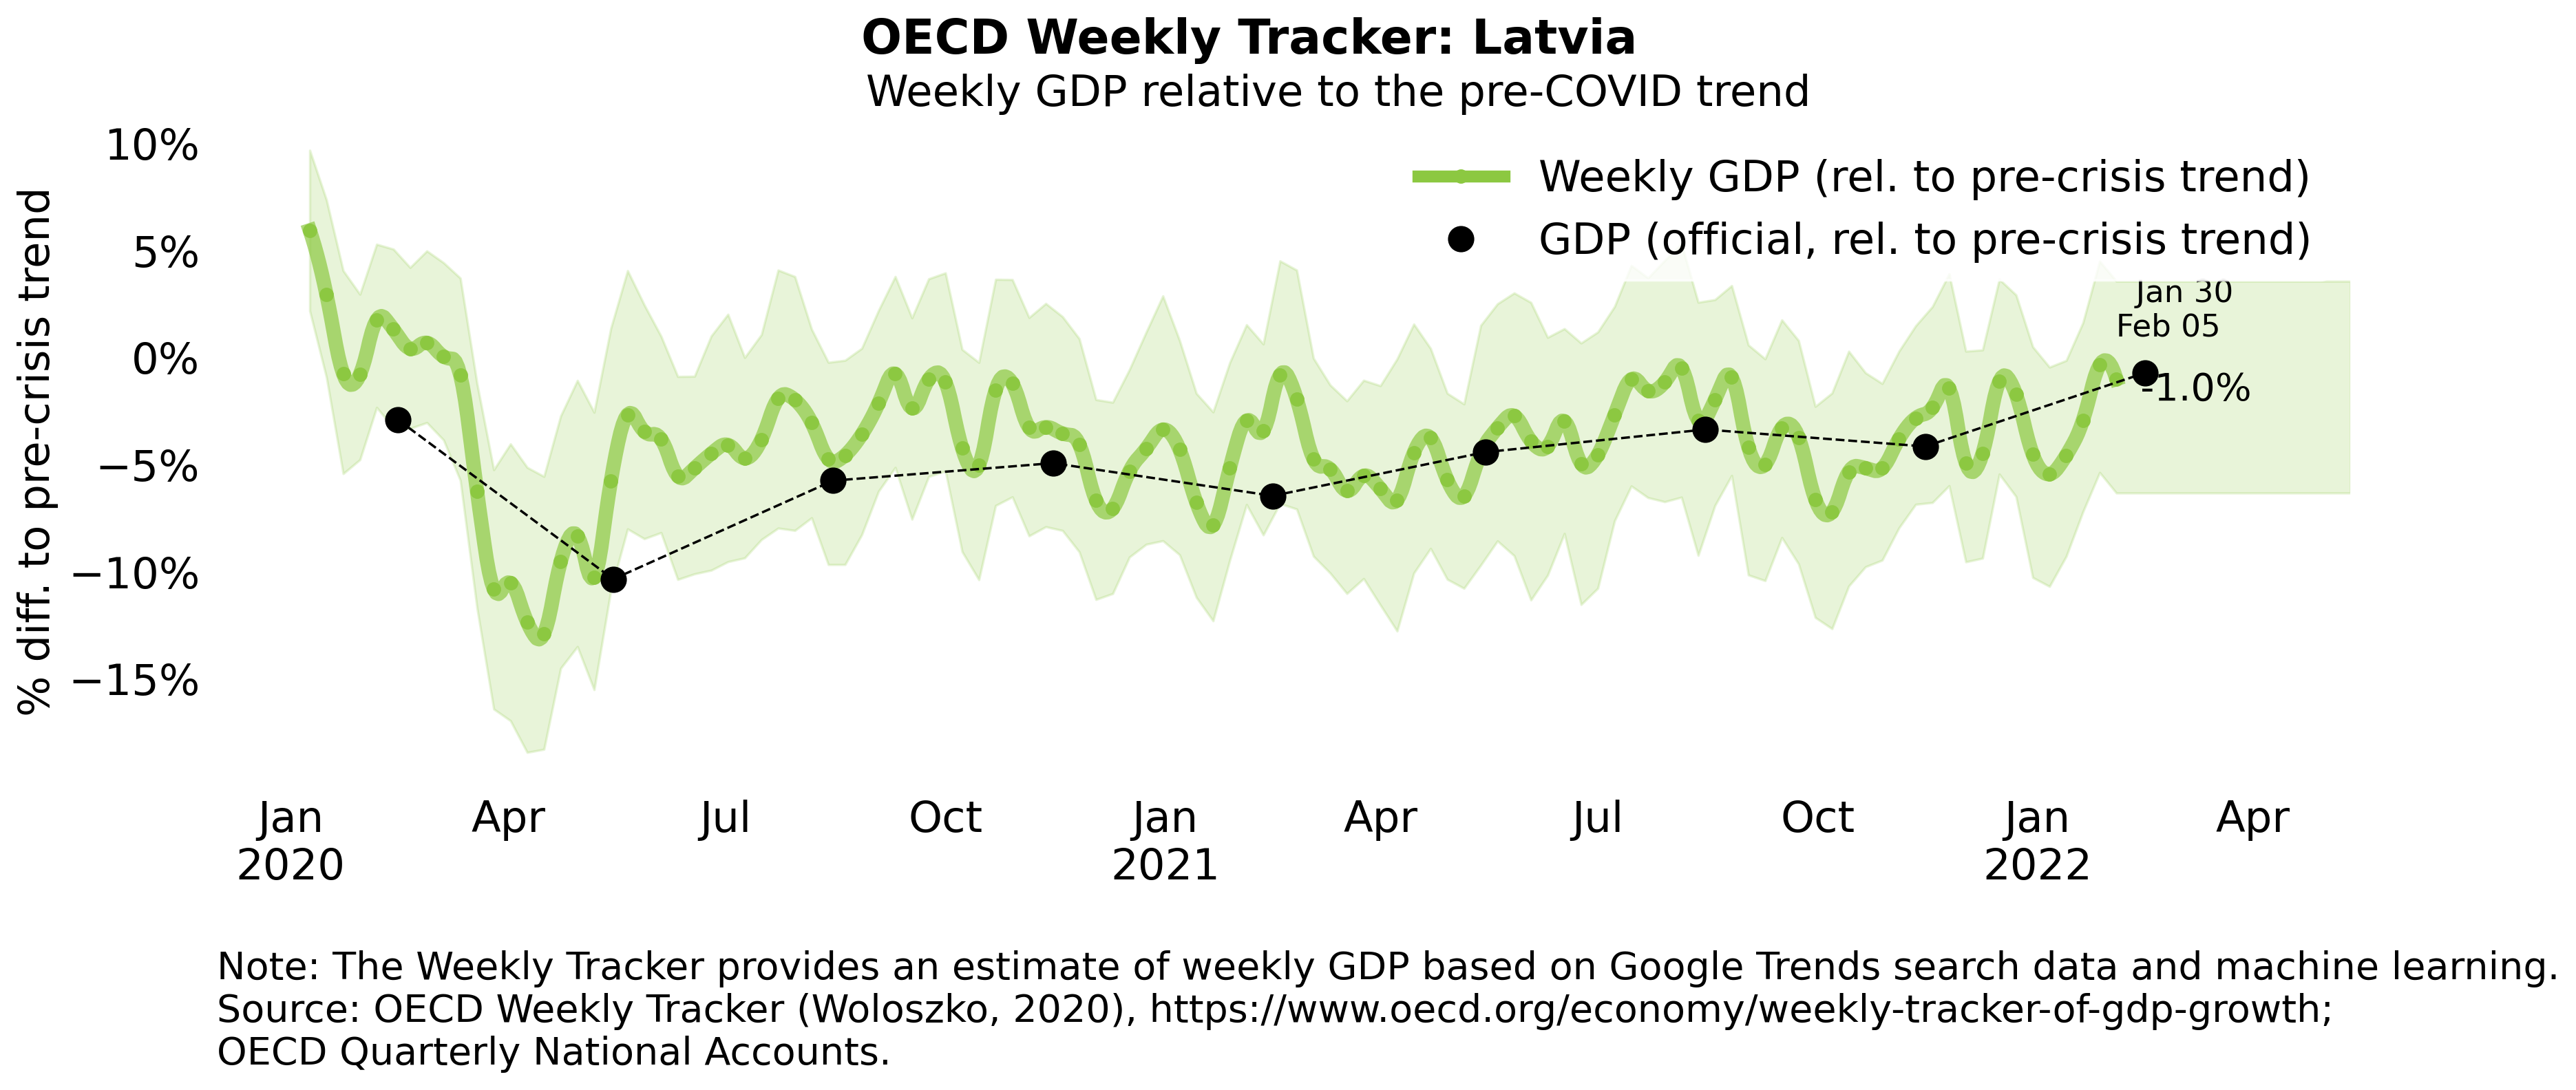 OECD Weekly Tracker: Latvia
Weekly GDP relative to the pre-COVID trend
% diff. to pre-crisis trend
10%
5%
0%
−5%
−10%
−15%
Weekly GDP (rel. to pre-crisis trend)
GDP (official, rel. to pre-crisis trend)
Jan 30
Feb 05
-1.0%
Jan Apr Jul Oct Jan Apr Jul Oct Jan Apr
2020 2021 2022
Note: The Weekly Tracker provides an estimate of weekly GDP based on Google Trends search data and machine learning.
Source: OECD Weekly Tracker (Woloszko, 2020), https://www.oecd.org/economy/weekly-tracker-of-gdp-growth;
OECD Quarterly National Accounts.